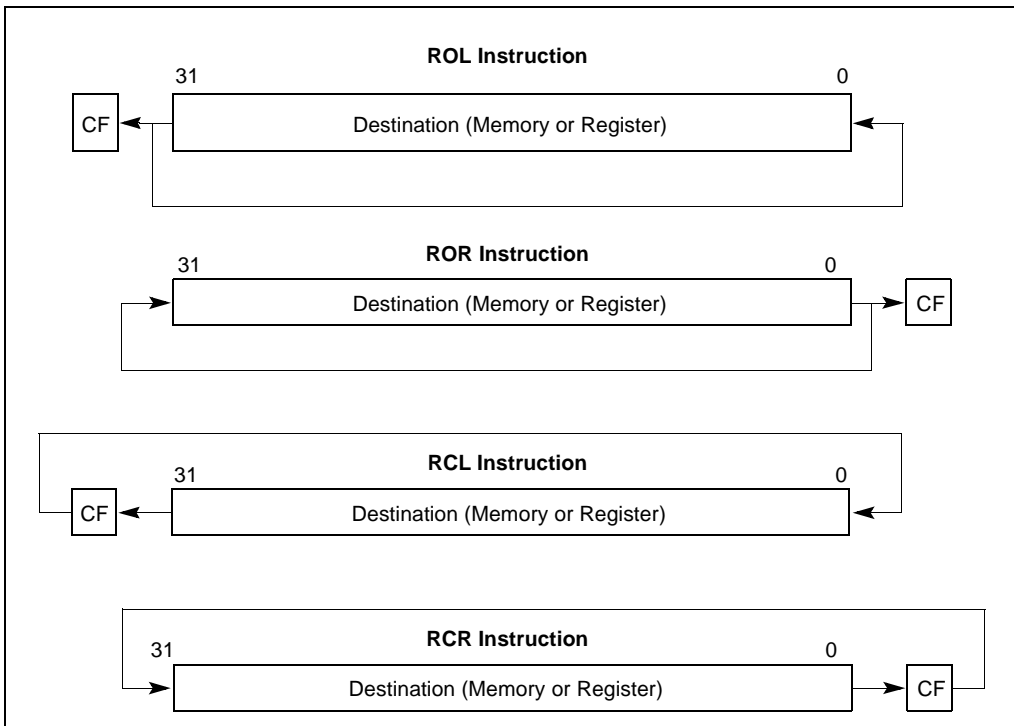 ROL Instruction
31 0
CF Destination (Memory or Register)
ROR Instruction
31 0
Destination (Memory or Register) CF
RCL Instruction
31 0
CF Destination (Memory or Register)
RCR Instruction
31 0
Destination (Memory or Register) CF